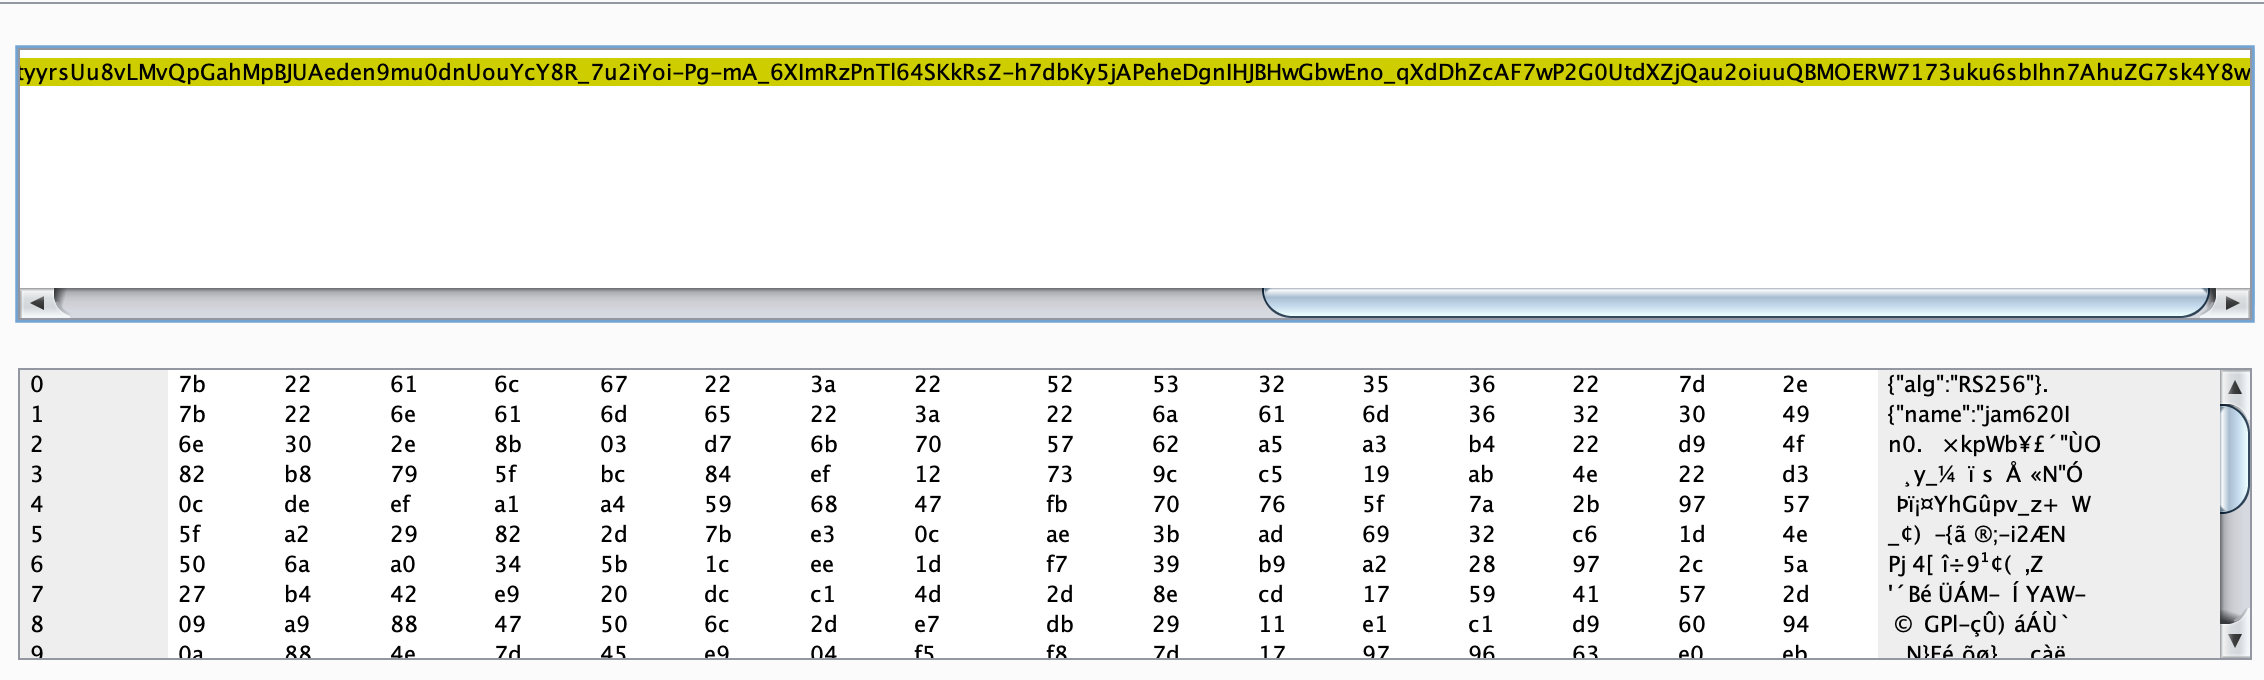 tyyrsUu8vLMvQpGahMpBJUAeden9mu0dnUouYcY8R_7u2iYoi-Pg-mA_6XImRzPnTl64SKkRsZ-h7dbKy5jAPeheDgnIHJBHwGbwEno_qXdDhZcAF7wP2G0UtdXZjQau2oiuuQBMOERW7173uku6sbIhn7AhuZG7sk4Y8w
0 7b 22 61 6c 67 22 3a 22 52 53 32 35 36 22 7d 2e {"alg":"RS256"}.
1 7b 22 6e 61 6d 65 22 3a 22 6a 61 6d 36 32 30 49 {"name":"jam620I
2 6e 30 2e 8b 03 d7 6b 70 57 62 a5 a3 b4 22 d9 4f n0. ×kpWb¥£´"ÙO
3 82 b8 79 5f bc 84 ef 12 73 9c c5 19 ab 4e 22 d3 ¸y_¼ ï s Å «N"Ó
4 0c de ef a1 a4 59 68 47 fb 70 76 5f 7a 2b 97 57 Þï¡¤YhGûpv_z+ W
5 5f a2 29 82 2d 7b e3 0c ae 3b ad 69 32 c6 1d 4e _¢) -{ã ®;-i2ÆN
6 50 6a a0 34 5b 1c ee 1d f7 39 b9 a2 28 97 2c 5a Pj 4[ î÷9¹¢( ,Z
7 27 b4 42 e9 20 dc c1 4d 2d 8e cd 17 59 41 57 2d '´Bé ÜÁM- Í YAW-
8 09 a9 88 47 50 6c 2d e7 db 29 11 e1 c1 d9 60 94 © GPl-çÛ) áÁÙ`
9 0a 88 4e 7d 45 e9 04 f5 f8 7d 17 97 96 63 e0 eb N}Eé õø} càë